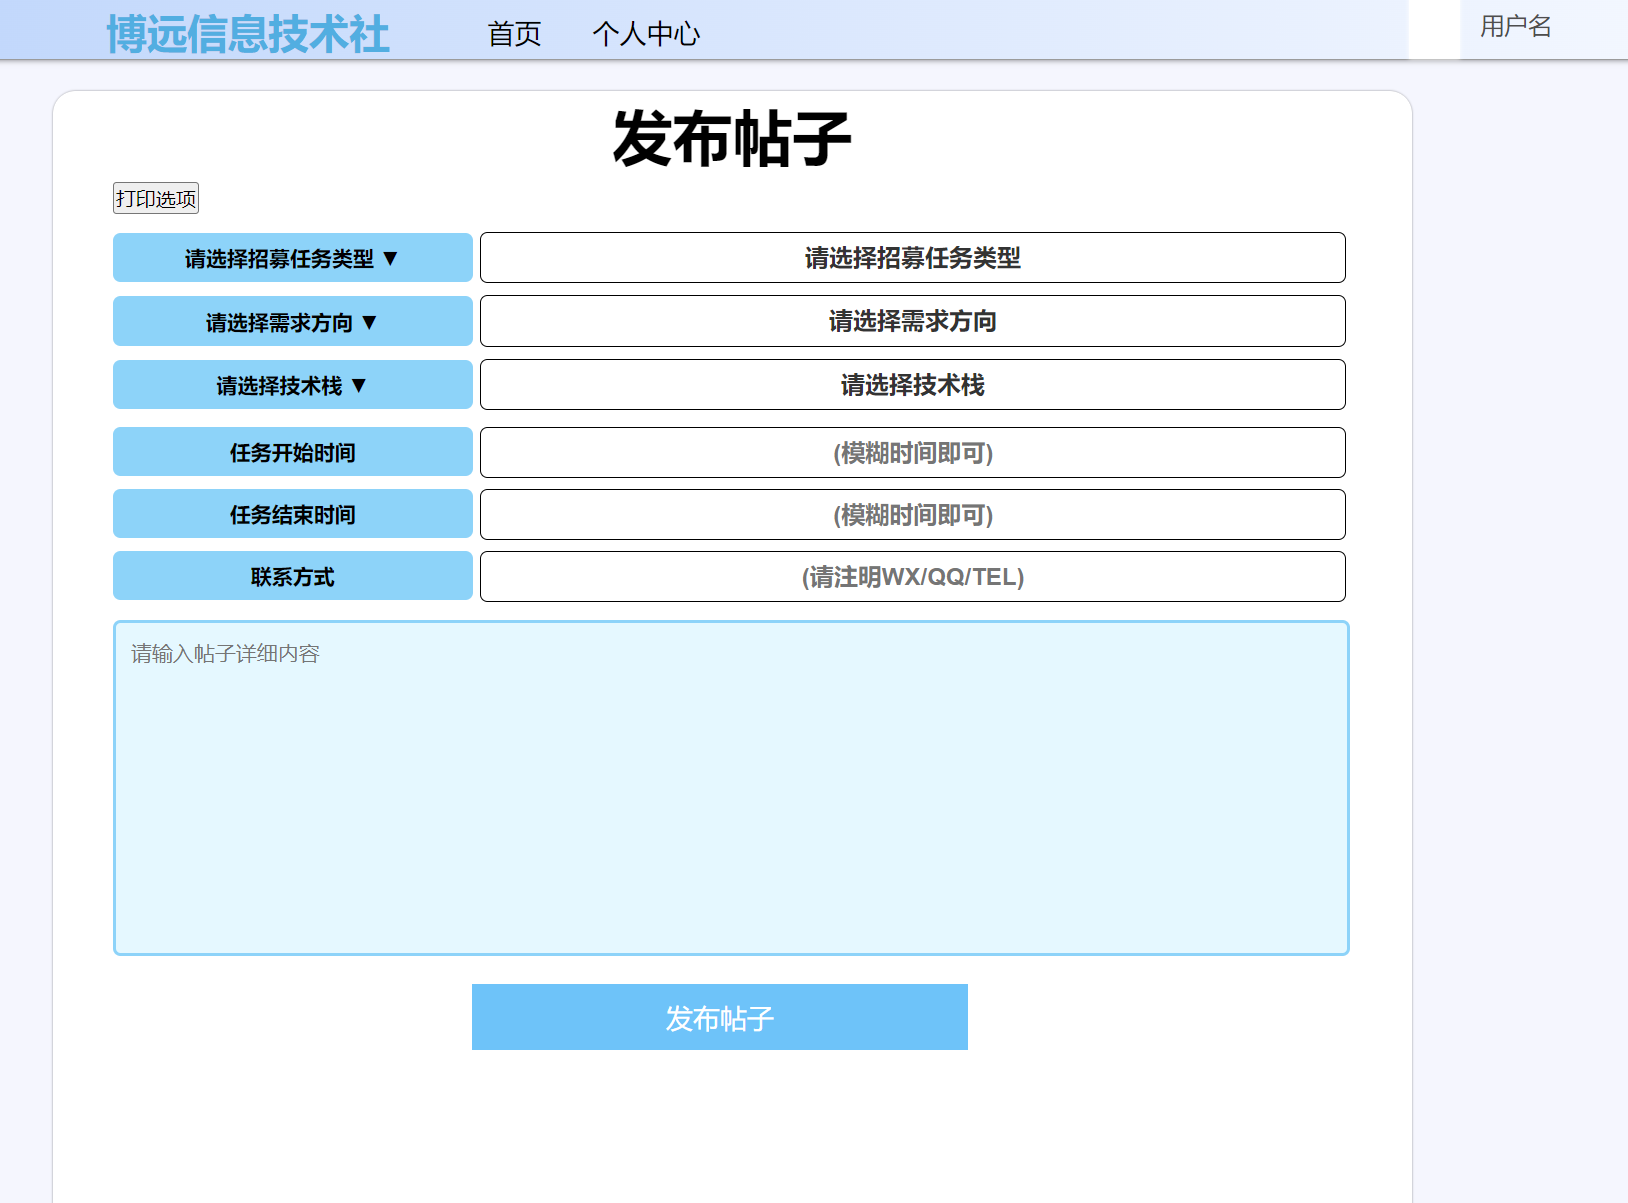 博远信息技术社 首页 个人中心 用户名
发布帖子
打印选项
请选择招募任务类型 ▼ 请选择招募任务类型
请选择需求方向 ▼ 请选择需求方向
请选择技术栈 ▼ 请选择技术栈
任务开始时间 (模糊时间即可)
任务结束时间 (模糊时间即可)
联系方式 (请注明WX/QQ/TEL)
请输入帖子详细内容
发布帖子